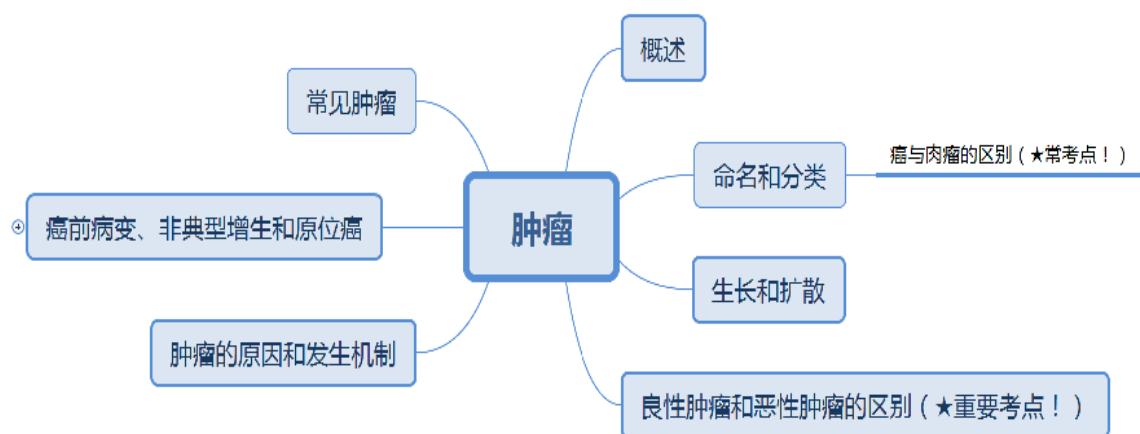 概述
常见肿瘤
癌与肉瘤的区别（★常考点！）
命名和分类
肿瘤
癌前病变、非典型增生和原位癌
生长和扩散
肿瘤的原因和发生机制
良性肿瘤和恶性肿瘤的区别（★重要考点！）